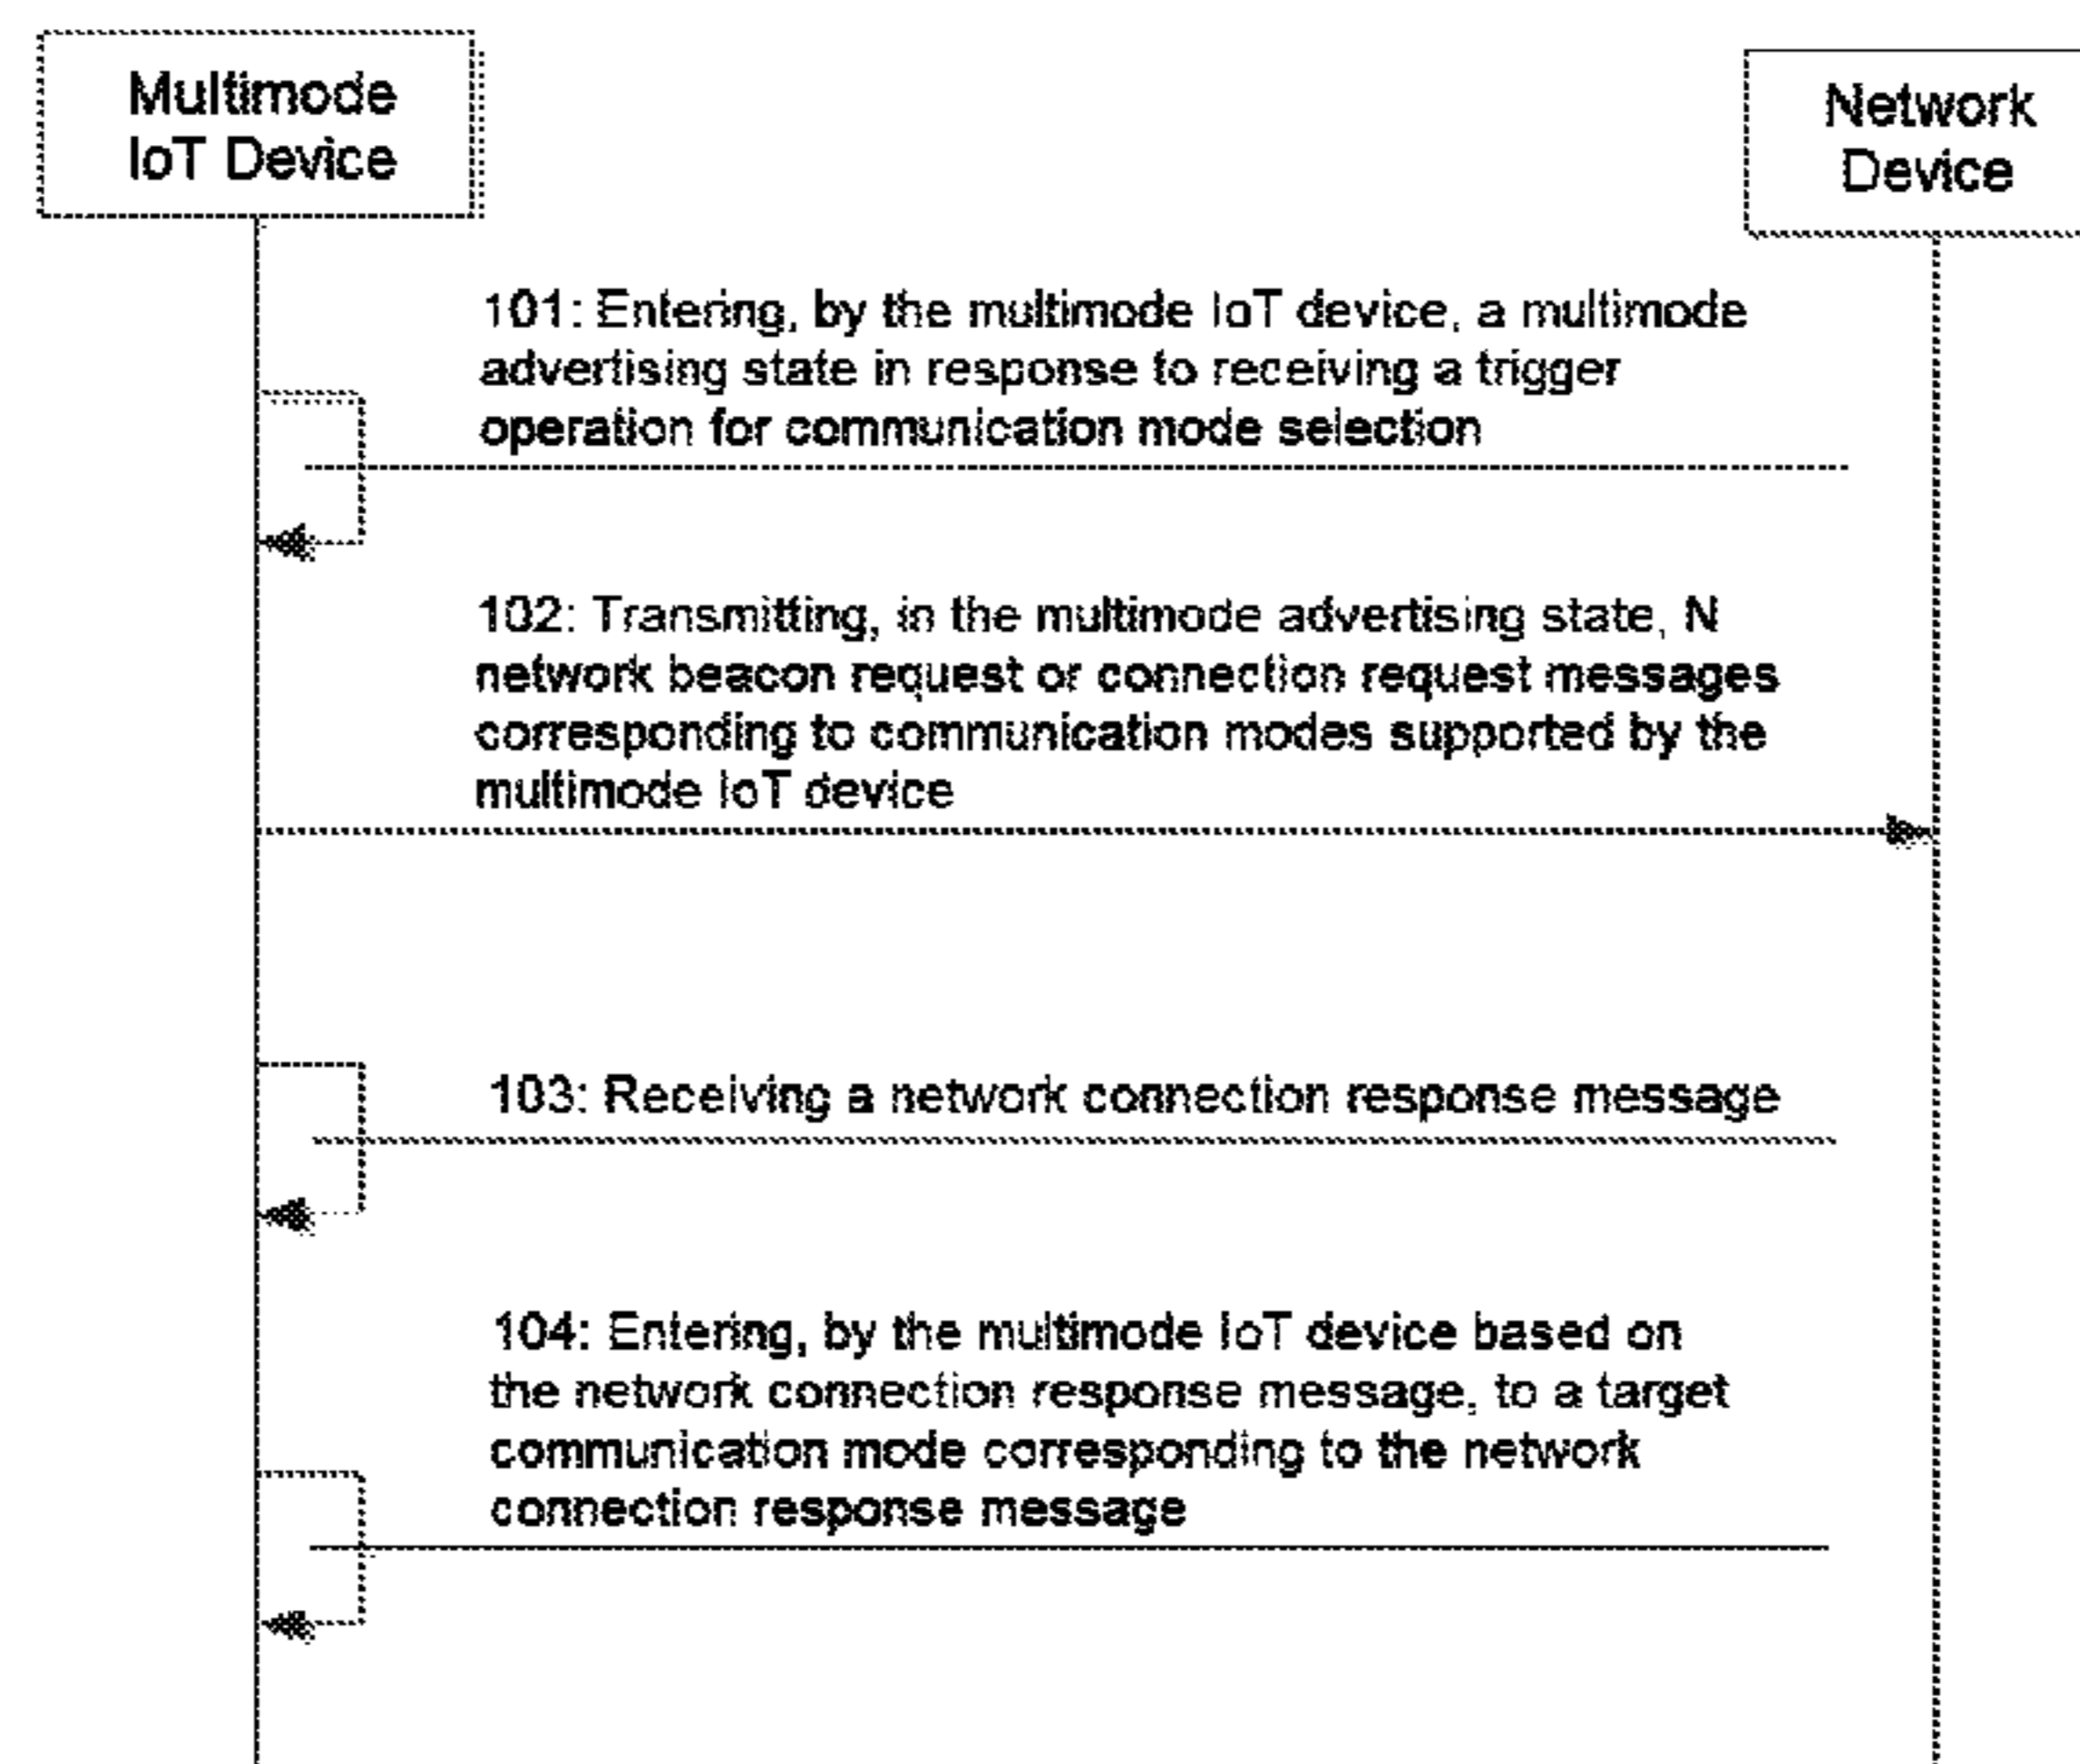 Multimode
IoT Device
Network
Device
101: Entering, by the multimode IoT device, a multimode
advertising state in response to receiving a trigger
operation for communication mode selection
102: Transmitting, in the multimode advertising state, N
network beacon request or connection request messages
corresponding to communication modes supported by the
multimode IoT device
103: Receiving a network connection response message
104: Entering, by the multimode IoT device based on
the network connection response message, to a target
communication mode corresponding to the network
connection response message